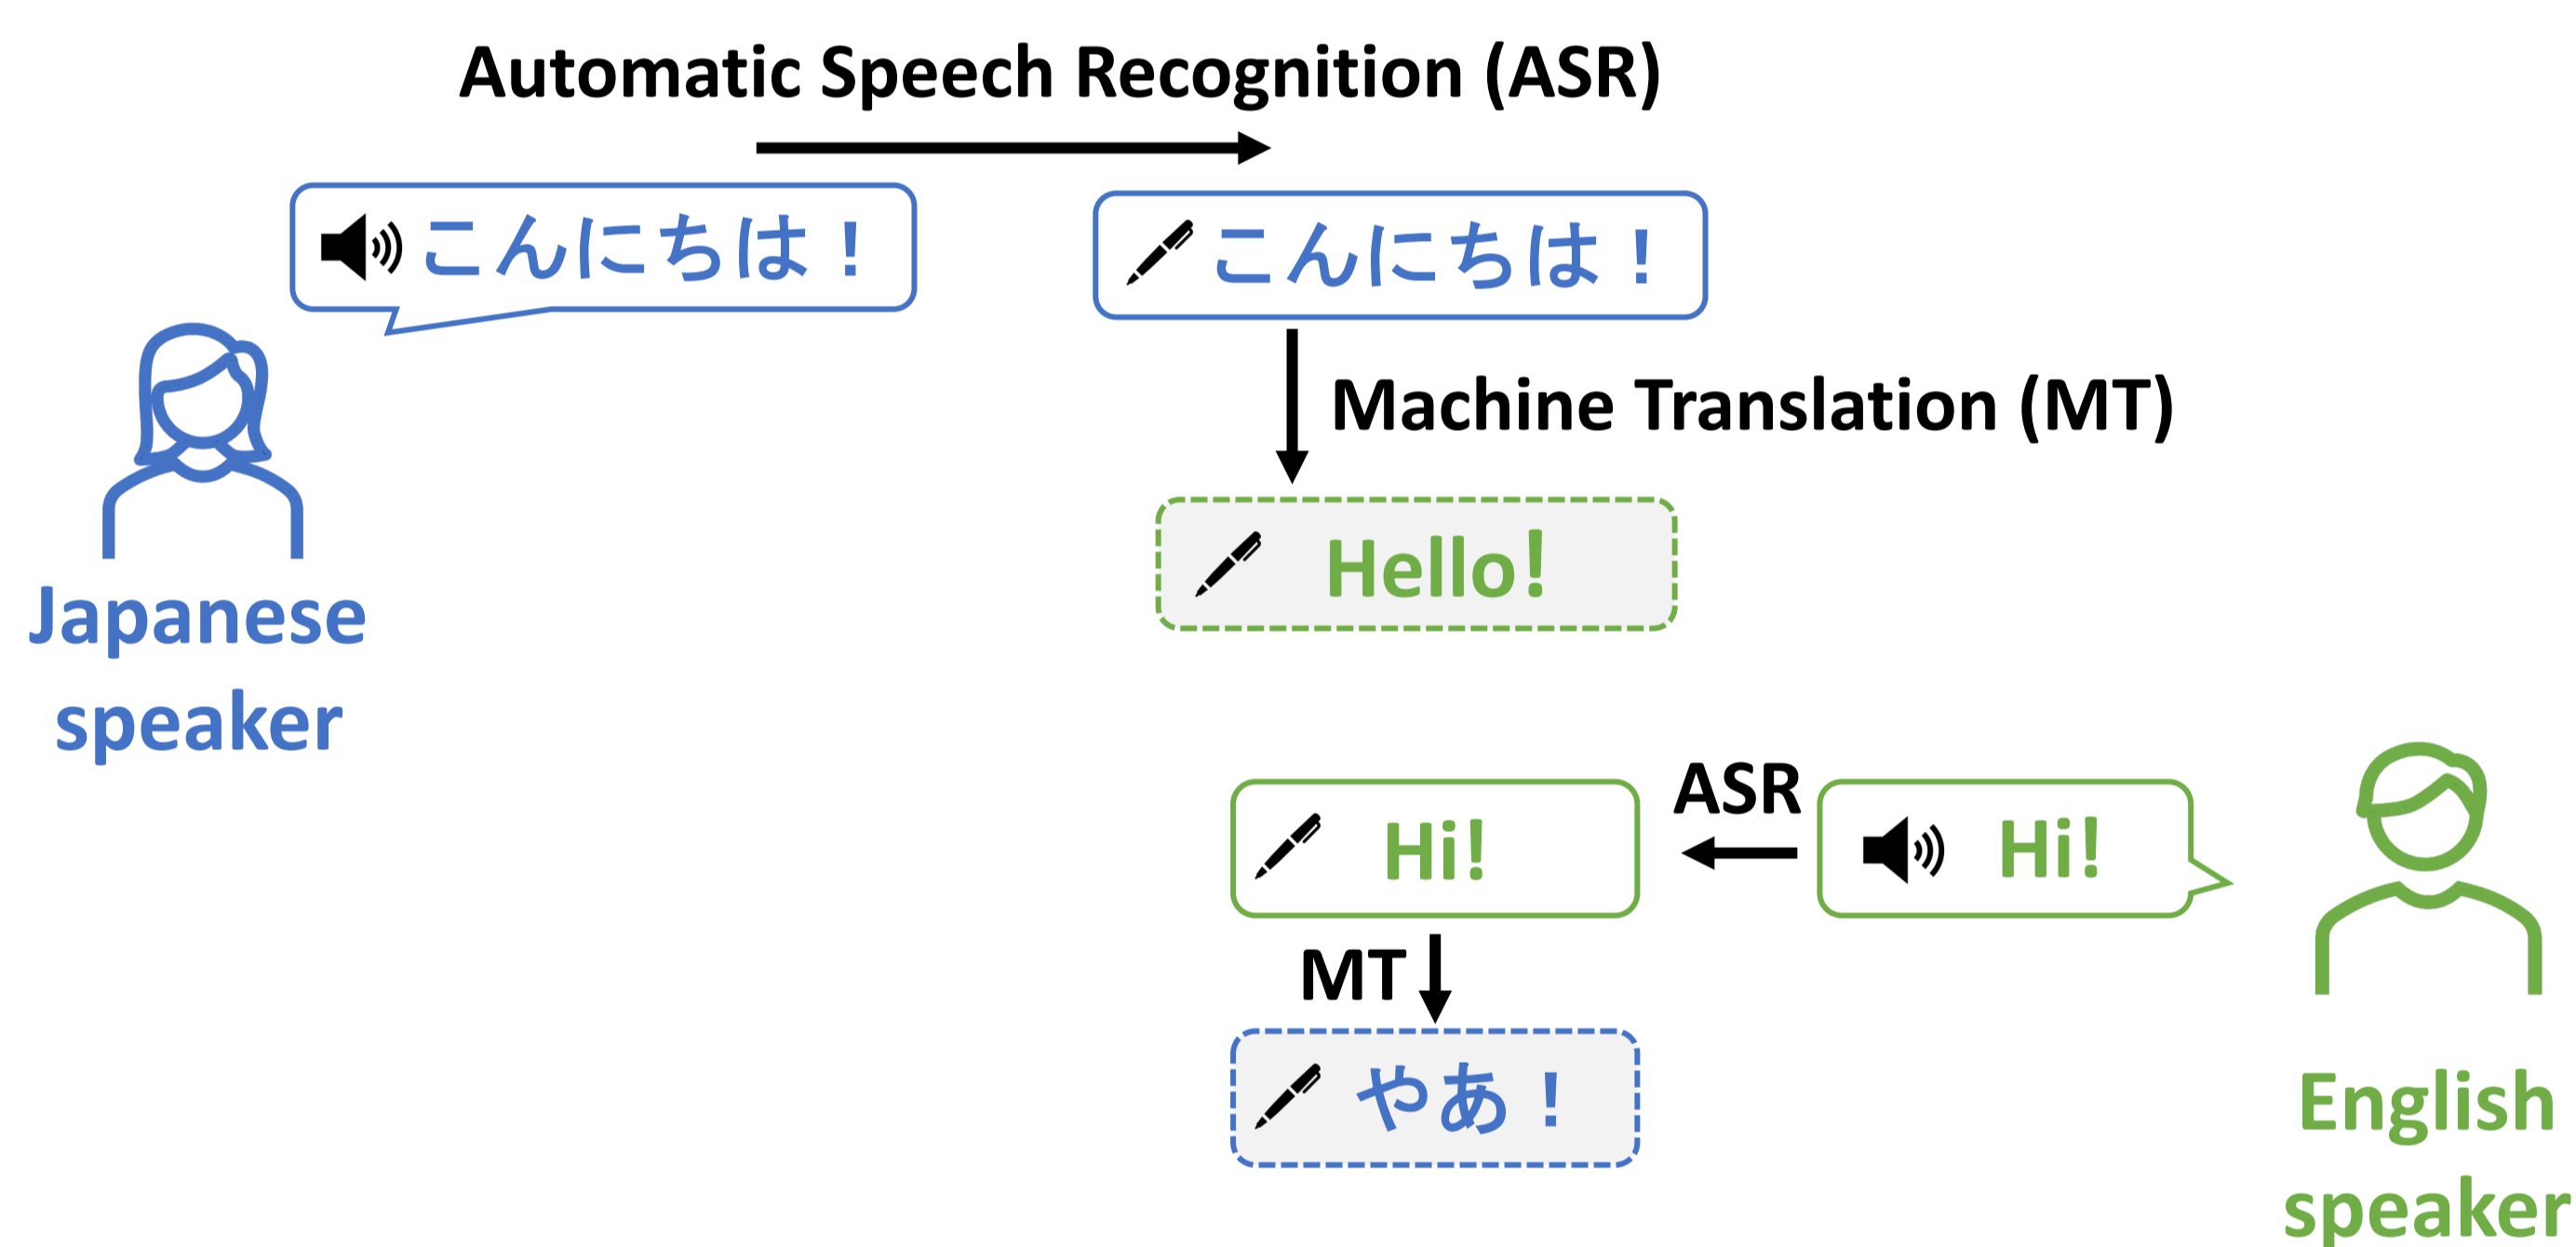 Automatic Speech Recognition (ASR)
こんにちは！
こんにちは！
Machine Translation (MT)
Hello!
Japanese
speaker
ASR
Hi!
Hi!
MT
やあ！
English
speaker